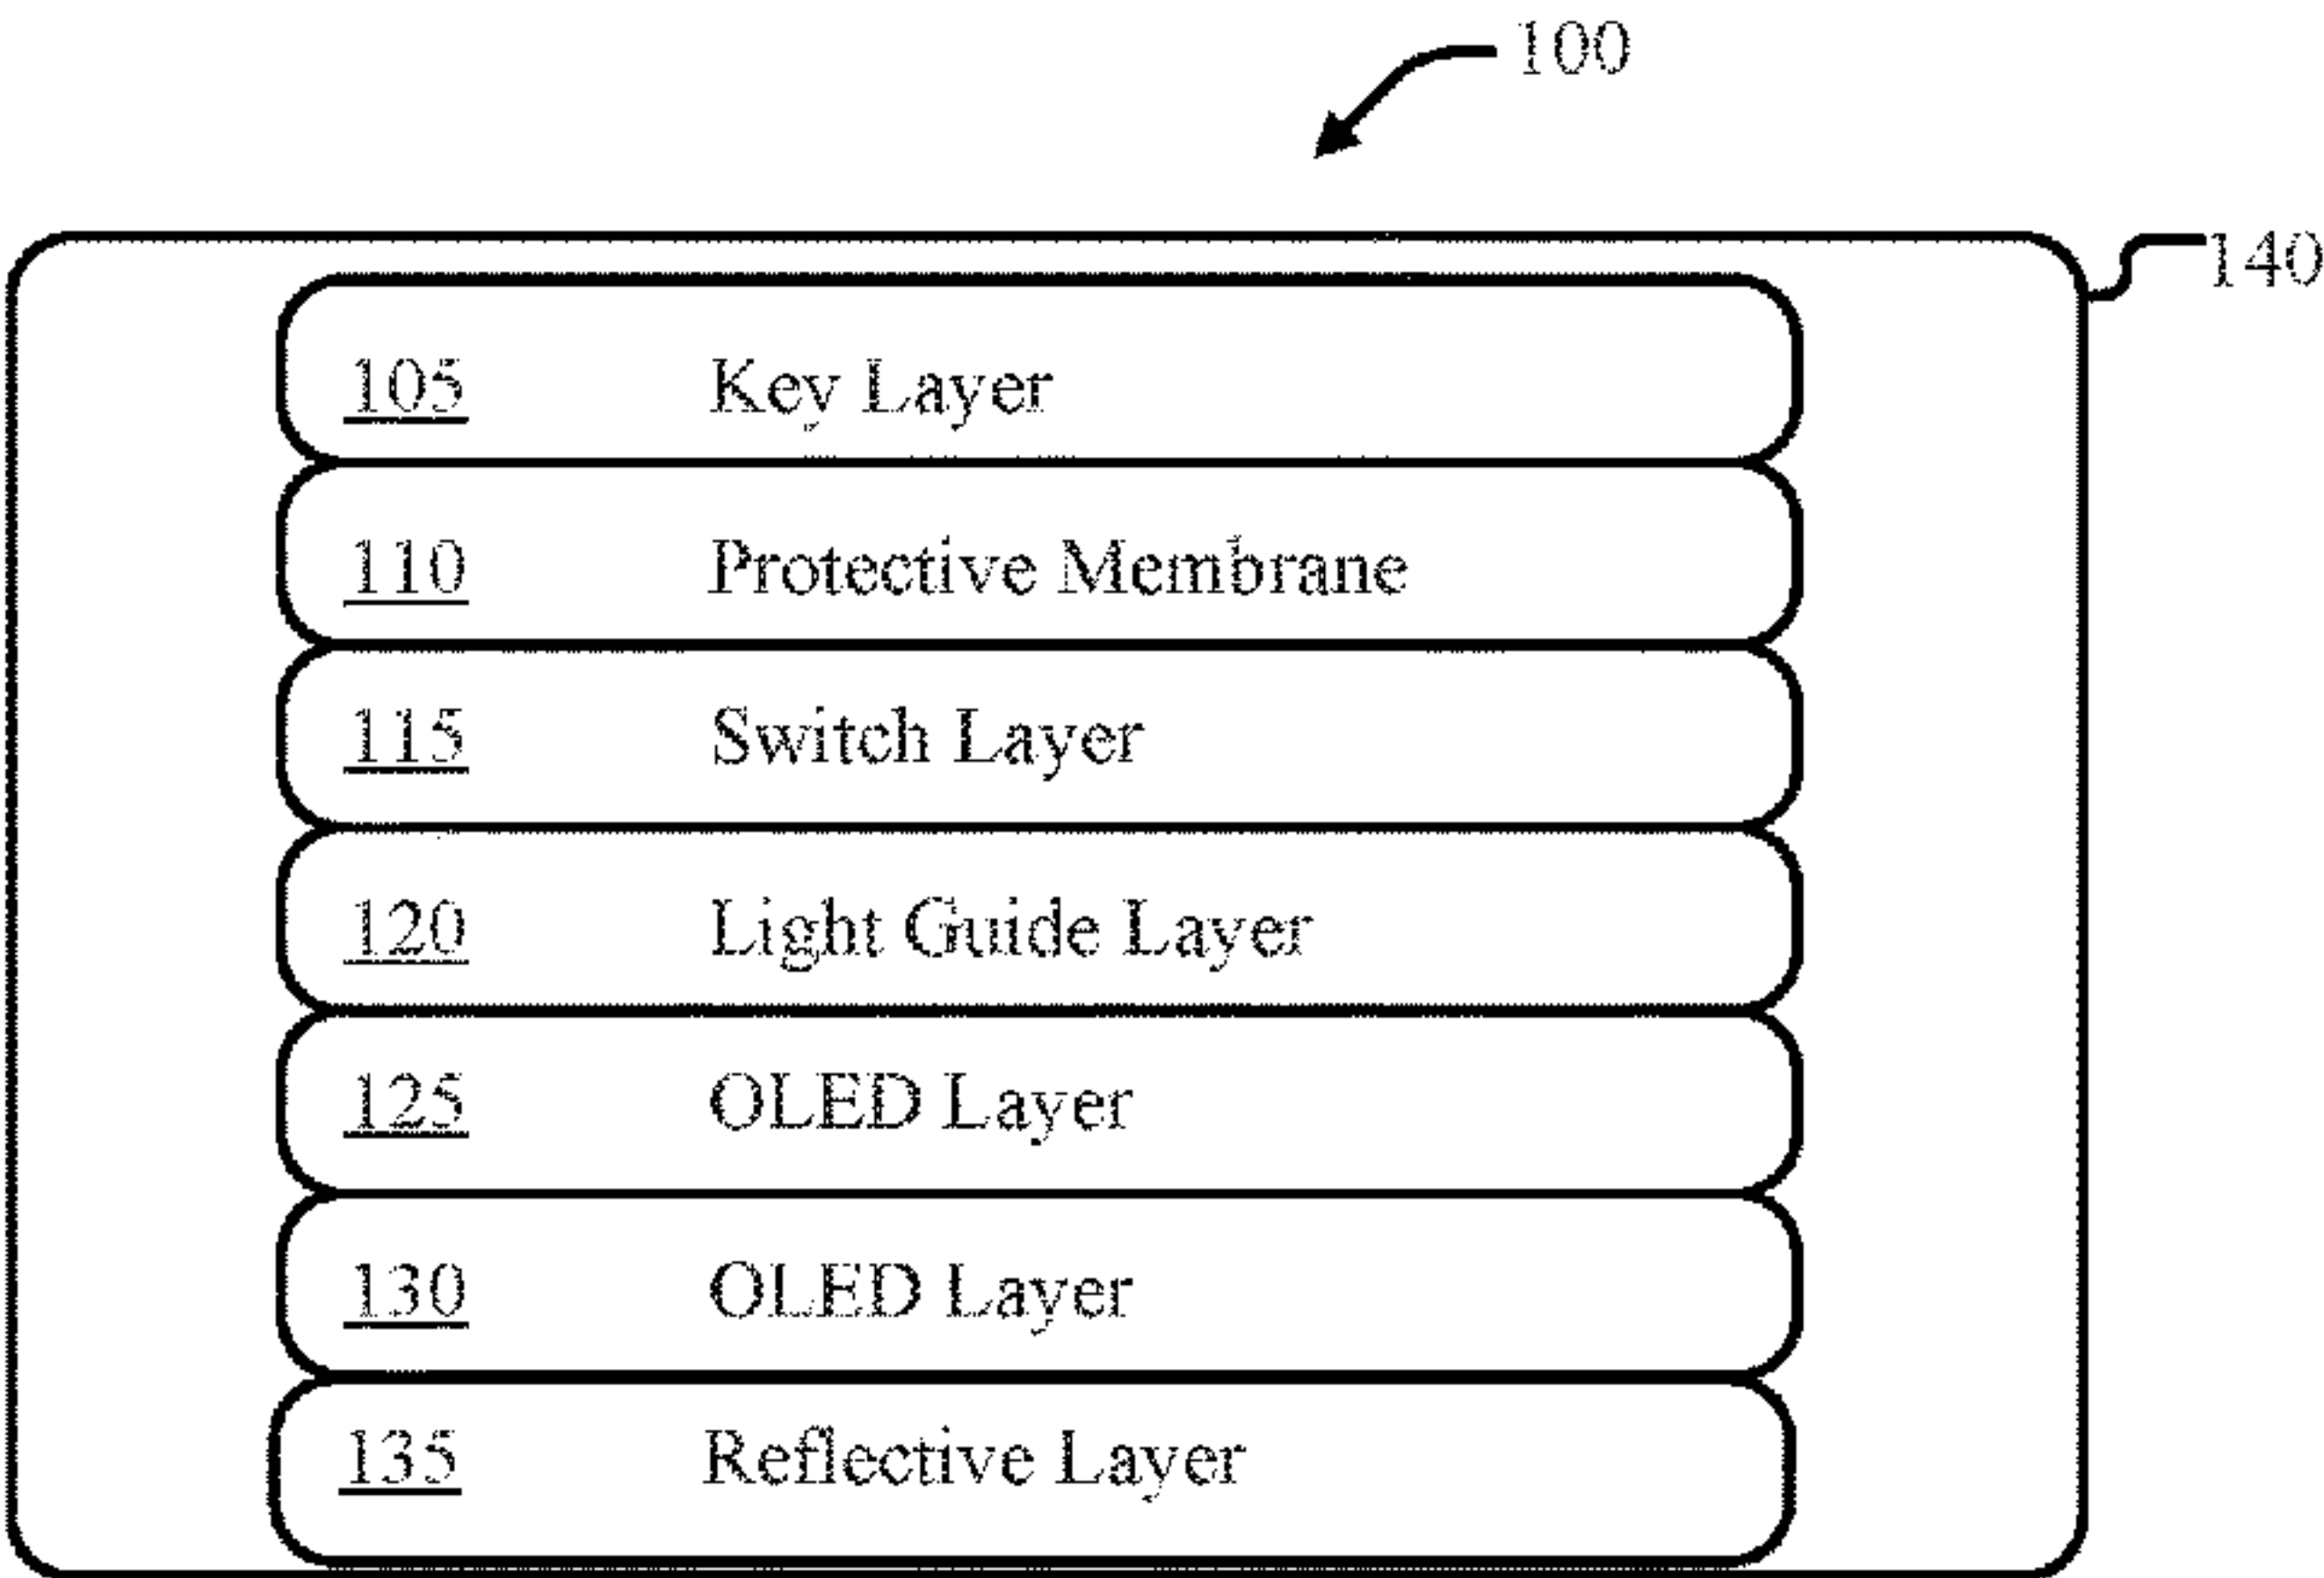 100
140
105 Key Layer
110 Protective Membrane
115 Switch Layer
120 Light Guide Layer
125 OLED Layer
130 OLED Layer
135 Reflective Layer